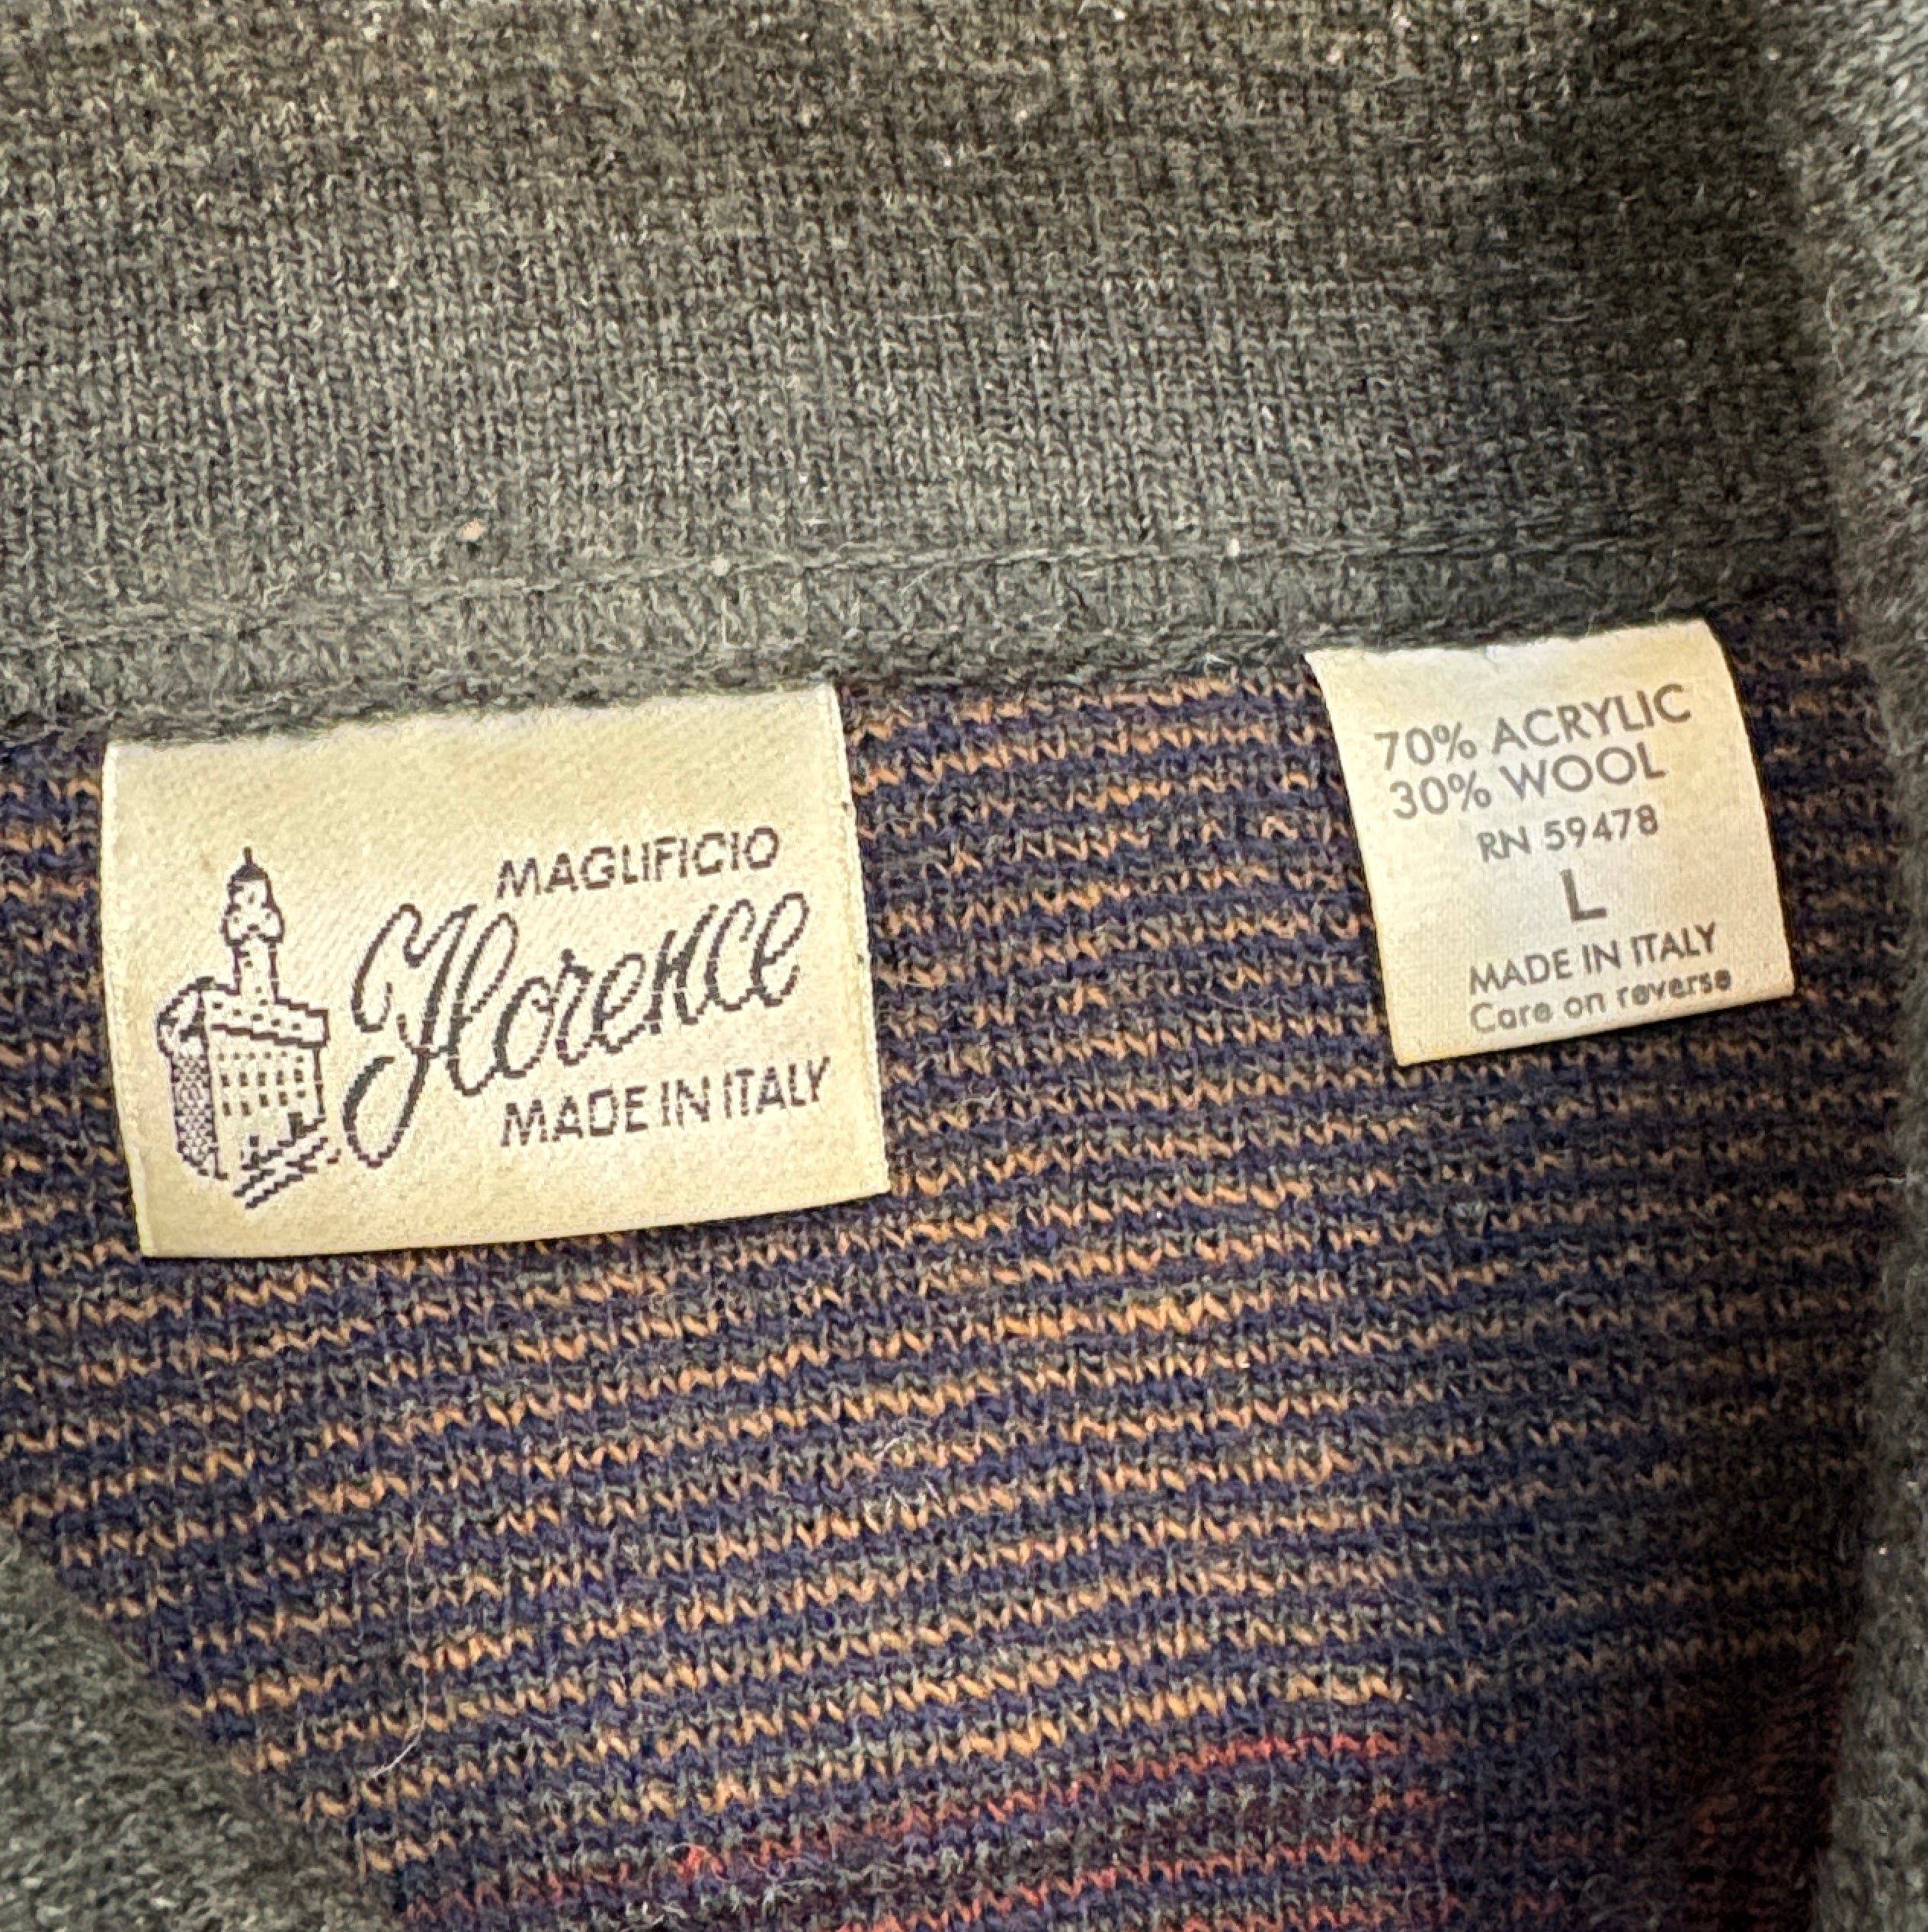 MAGLIFICIO
Florence
MADE IN ITALY
70% ACRYLIC
30% WOOL
RN 59478
L
MADE IN ITALY
Care on reverse